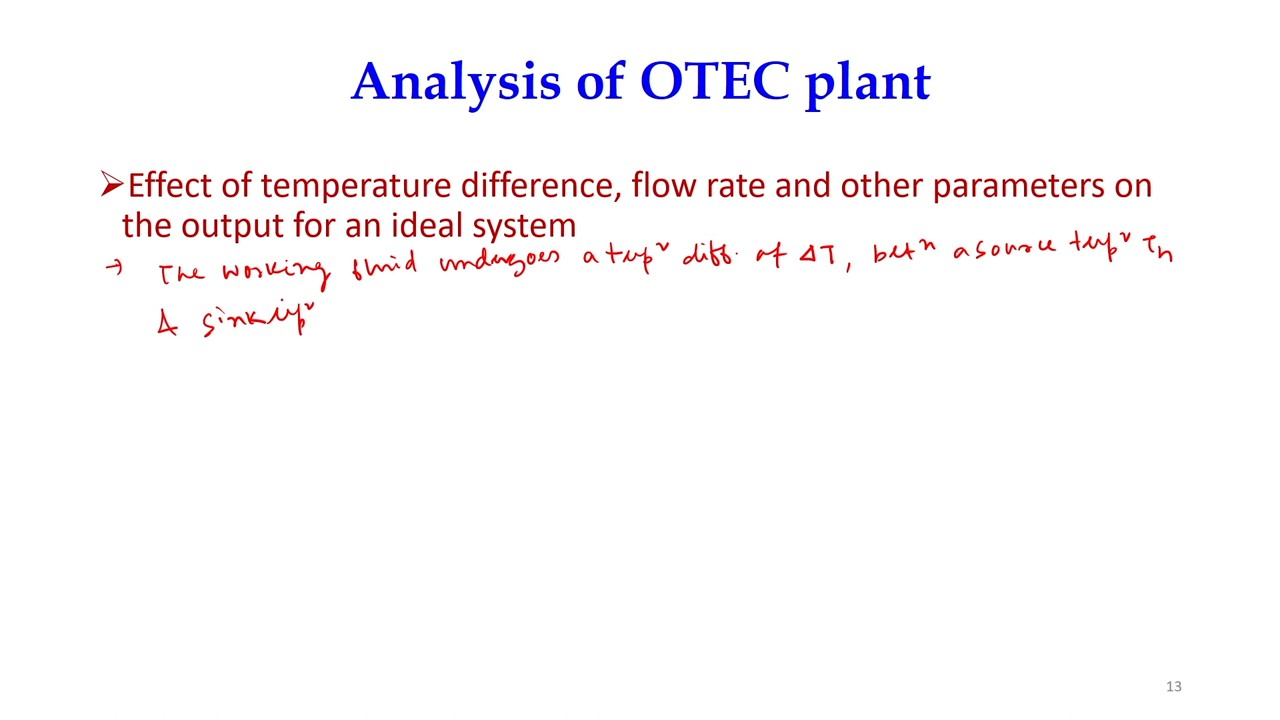 Analysis of OTEC plant
➢Effect of temperature difference, flow rate and other parameters on
the output for an ideal system
→ The working fluid undergoes a tempʳ diff. of ΔT, betⁿ a source tempʳ Th
& sink tempʳ
13